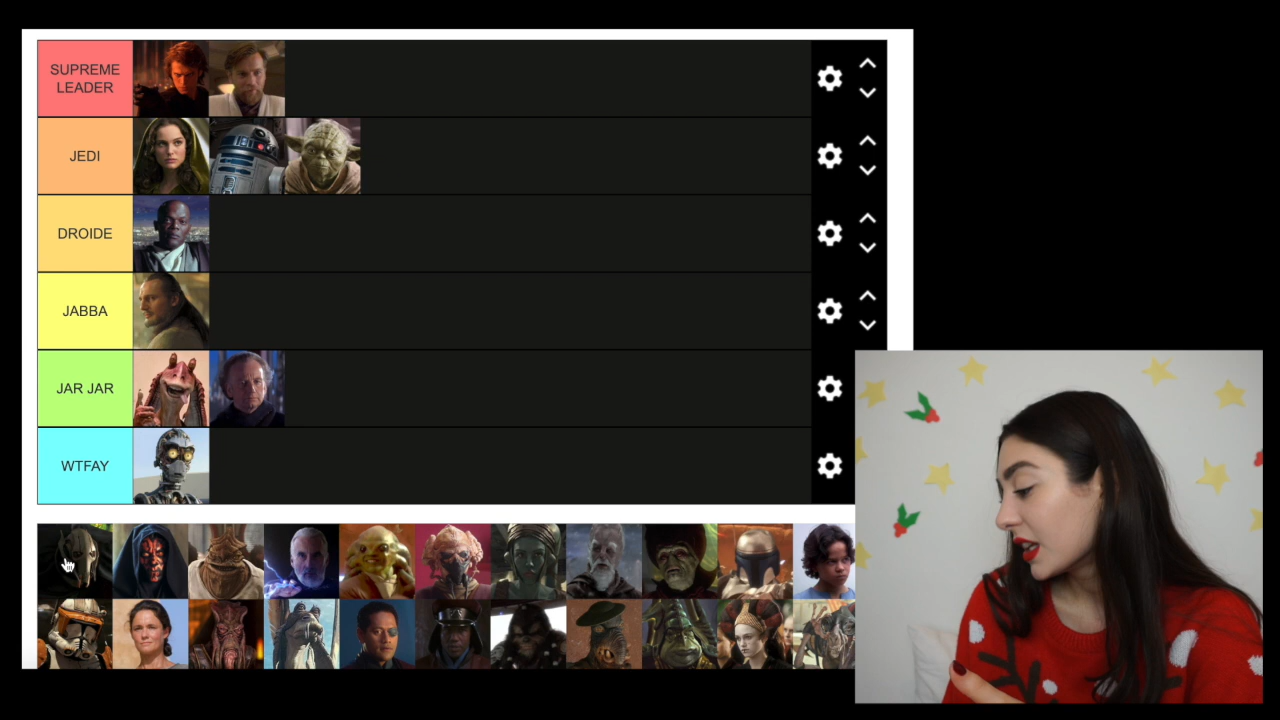 SUPREME
LEADER
JEDI
DROIDE
JABBA
JAR JAR
WTFAY